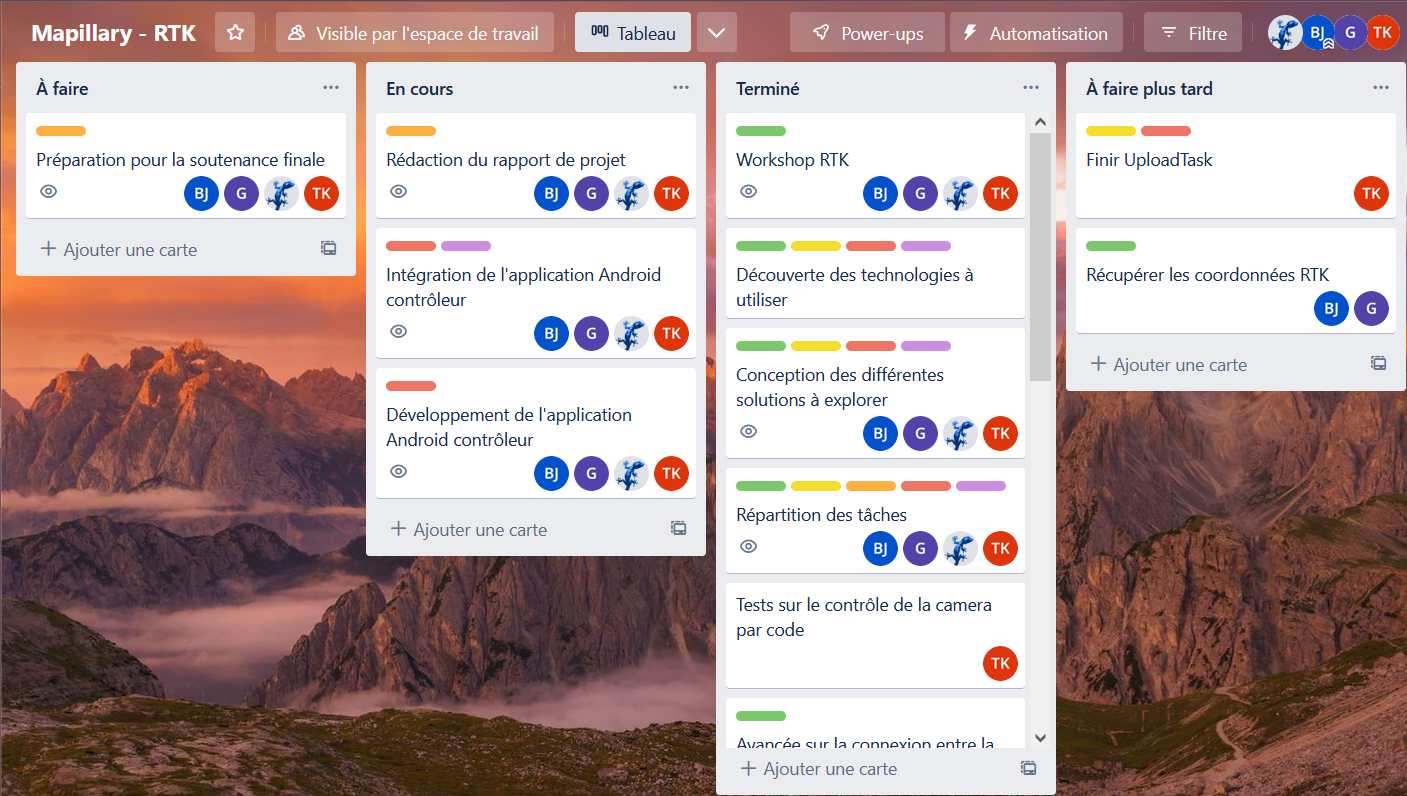 Mapillary - RTK
Visible par l'espace de travail
Tableau
Power-ups
Automatisation
Filtre
BJ
G
TK
À faire
Préparation pour la soutenance finale
BJ
G
TK
Ajouter une carte
En cours
Rédaction du rapport de projet
BJ
G
TK
Intégration de l'application Android
contrôleur
BJ
G
TK
Développement de l'application
Android contrôleur
BJ
G
TK
Ajouter une carte
Terminé
Workshop RTK
BJ
G
TK
Découverte des technologies à
utiliser
Conception des différentes
solutions à explorer
BJ
G
TK
Répartition des tâches
BJ
G
TK
Tests sur le contrôle de la camera
par code
TK
Avancée sur la connexion entre la
Ajouter une carte
À faire plus tard
Finir UploadTask
TK
Récupérer les coordonnées RTK
BJ
G
Ajouter une carte